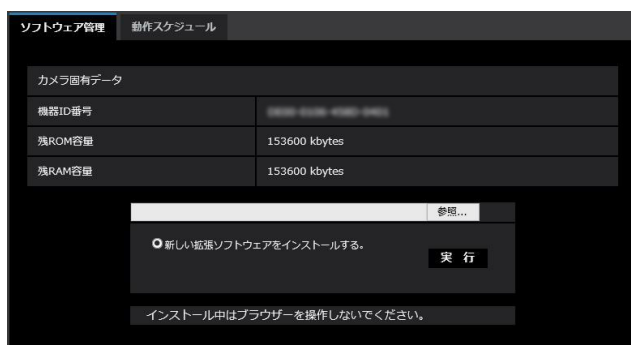 ソフトウェア管理 動作スケジュール
カメラ固有データ
機器ID番号
残ROM容量 153600 kbytes
残RAM容量 153600 kbytes
参照...
新しい拡張ソフトウェアをインストールする。
実 行
インストール中はブラウザーを操作しないでください。